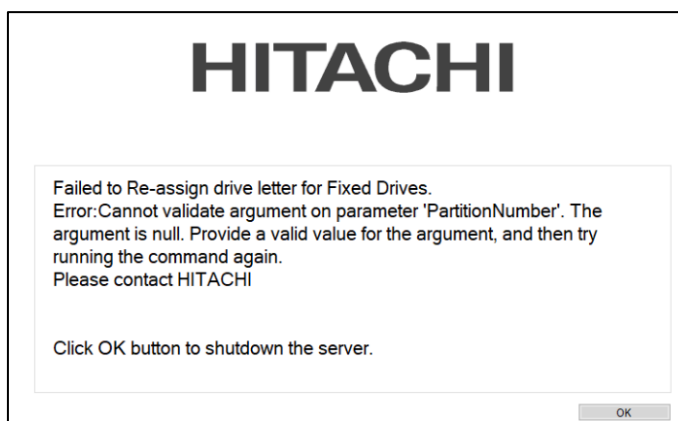 HITACHI
Failed to Re-assign drive letter for Fixed Drives.
Error:Cannot validate argument on parameter 'PartitionNumber'. The
argument is null. Provide a valid value for the argument, and then try
running the command again.
Please contact HITACHI
Click OK button to shutdown the server.
OK